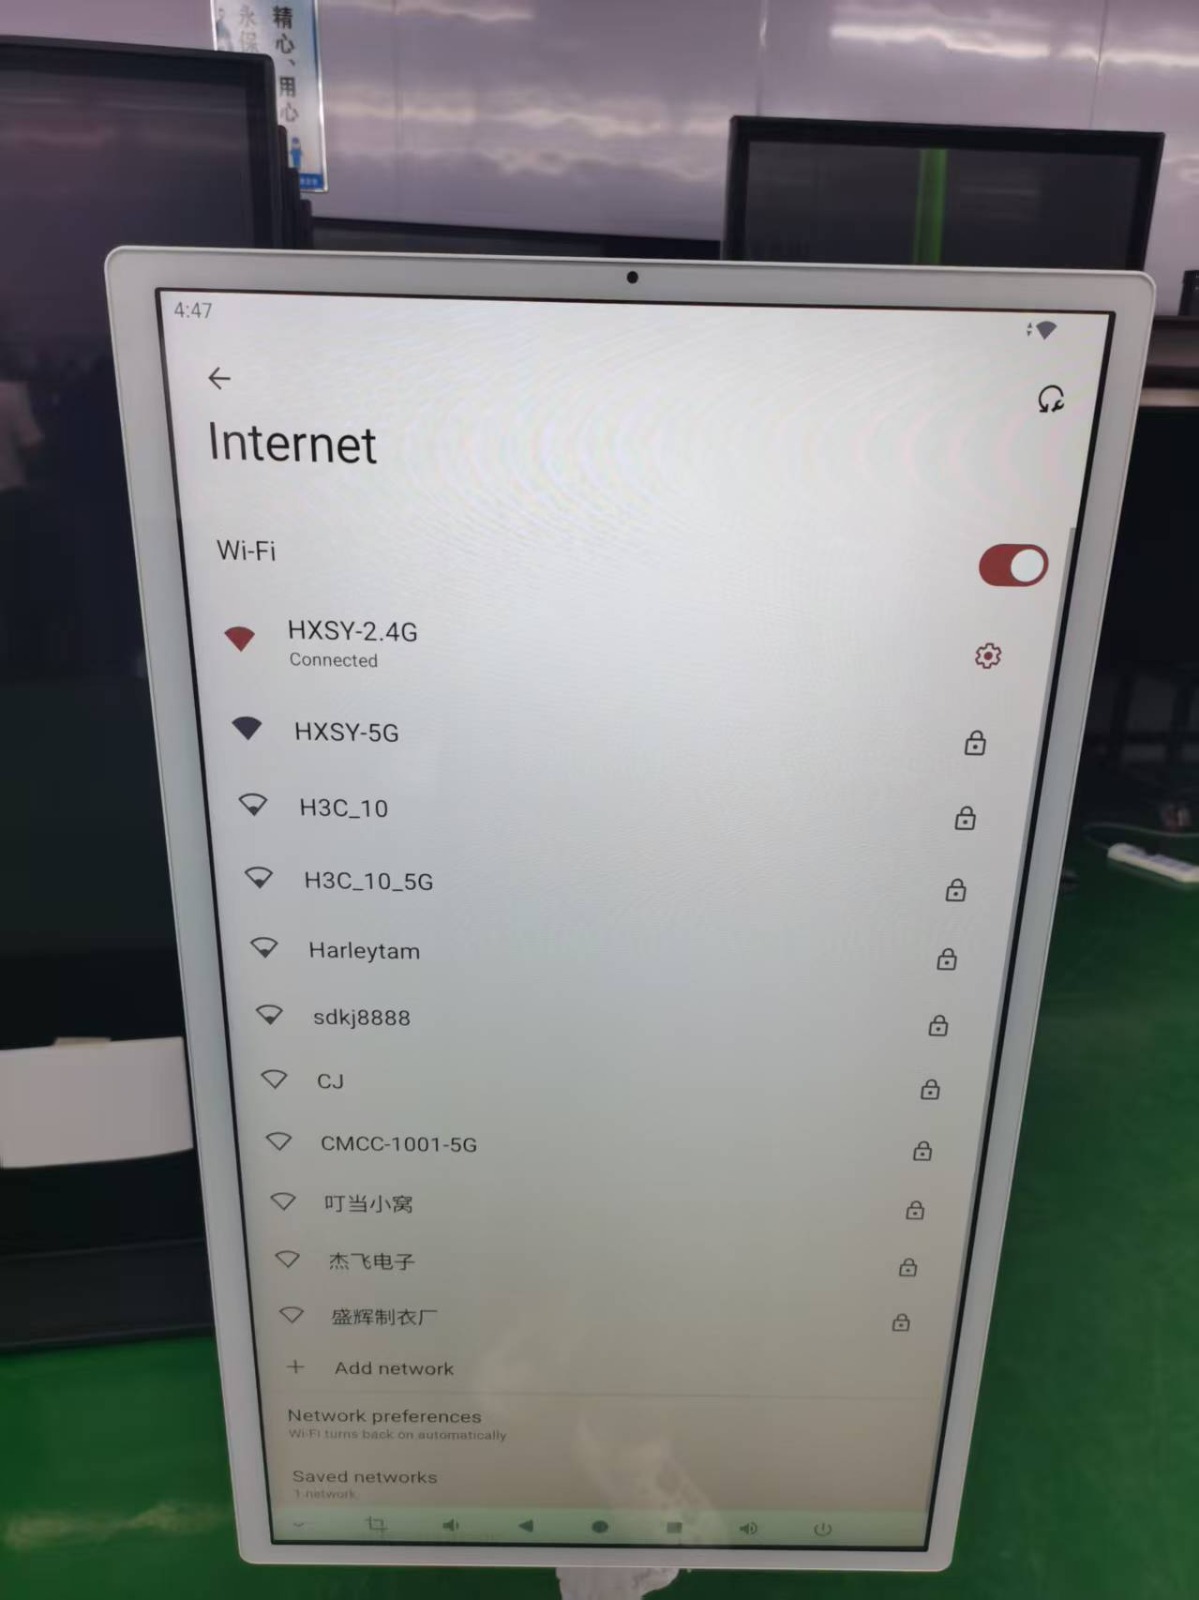 精心、用心
永保
4:47
Internet
Wi-Fi
HXSY-2.4G
Connected
HXSY-5G
H3C_10
H3C_10_5G
Harleytam
sdkj8888
CJ
CMCC-1001-5G
叮当小窝
杰飞电子
盛辉制衣厂
Add network
Network preferences
Wi-Fi turns back on automatically
Saved networks
1 network